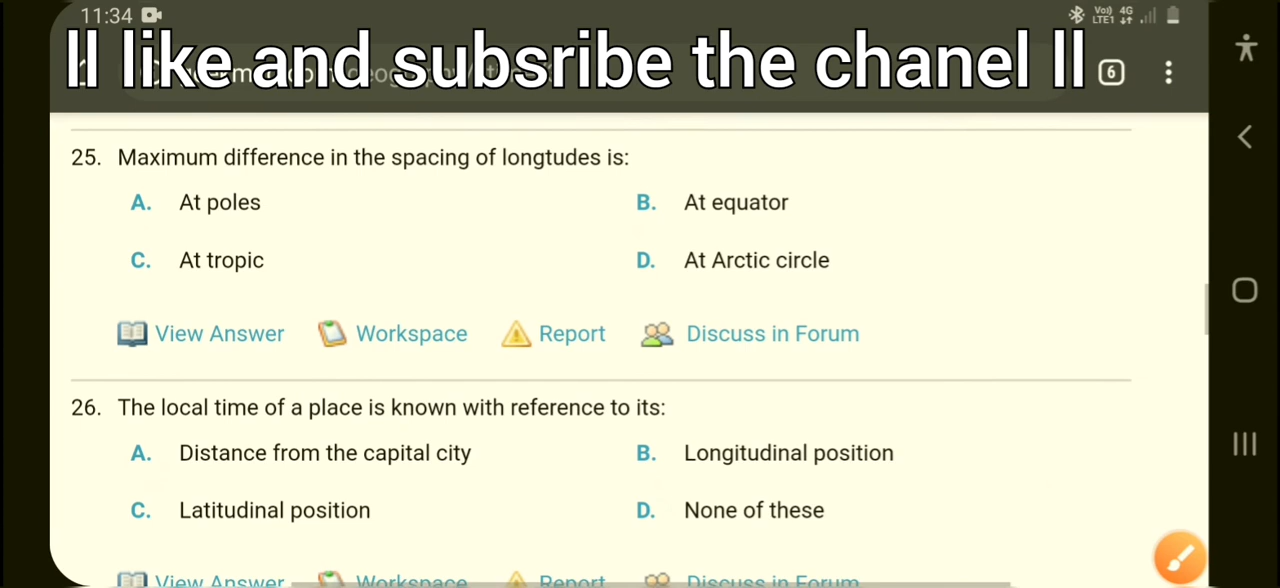 11:34
Vo)) 4G
LTE1
ll like and subsribe the chanel ll
6
25. Maximum difference in the spacing of longtudes is:
A. At poles B. At equator
C. At tropic D. At Arctic circle
View Answer Workspace Report Discuss in Forum
26. The local time of a place is known with reference to its:
A. Distance from the capital city B. Longitudinal position
C. Latitudinal position D. None of these
View Answer Workspace Report Discuss in Forum